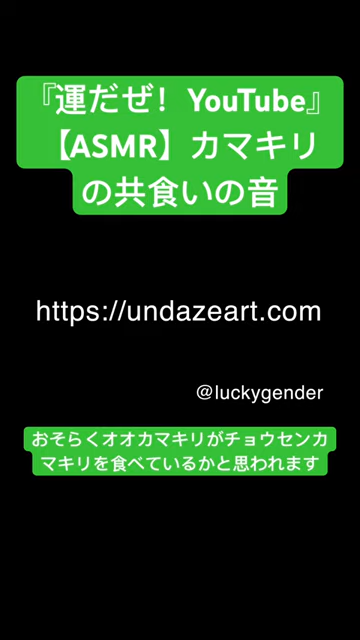 『運だぜ！YouTube』
【ASMR】カマキリ
の共食いの音
https://undazeart.com
@luckygender
おそらくオオカマキリがチョウセンカ
マキリを食べているかと思われます